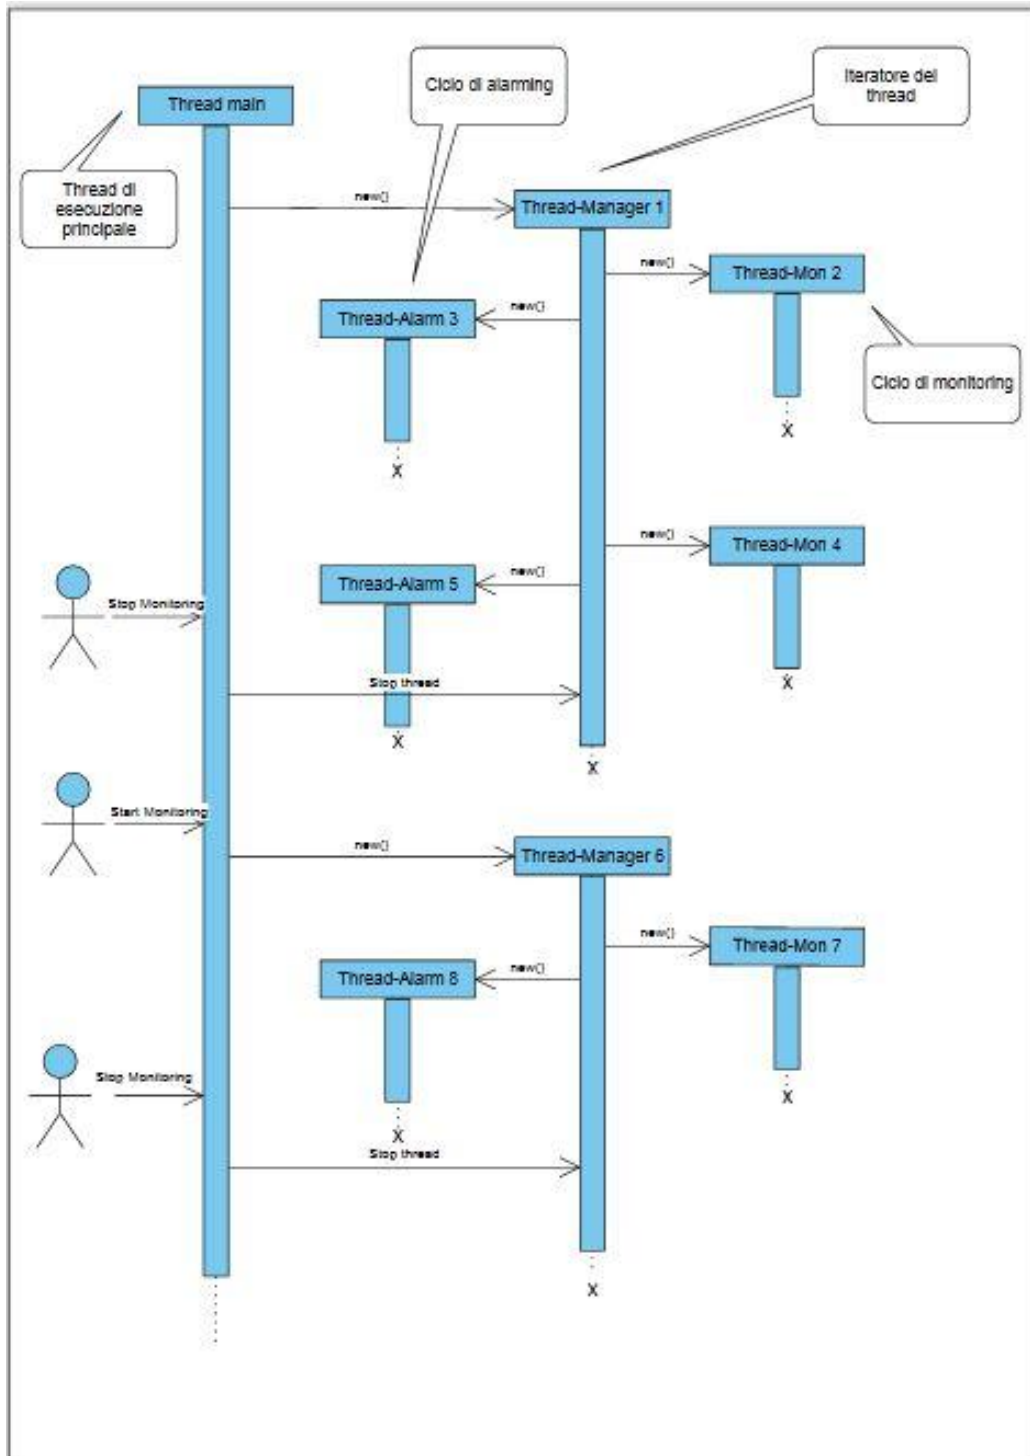 Ciclo di alarming
Iteratore dei
thread
Thread main
Thread di
esecuzione
principale
new()
Thread-Manager 1
new()
Thread-Mon 2
new()
Thread-Alarm 3
Ciclo di monitoring
X
X
new()
Thread-Mon 4
new()
Thread-Alarm 5
Stop Monitoring
Stop thread
X
X
X
Start Monitoring
new()
Thread-Manager 6
new()
Thread-Mon 7
new()
Thread-Alarm 8
Stop Monitoring
X
X
Stop thread
X